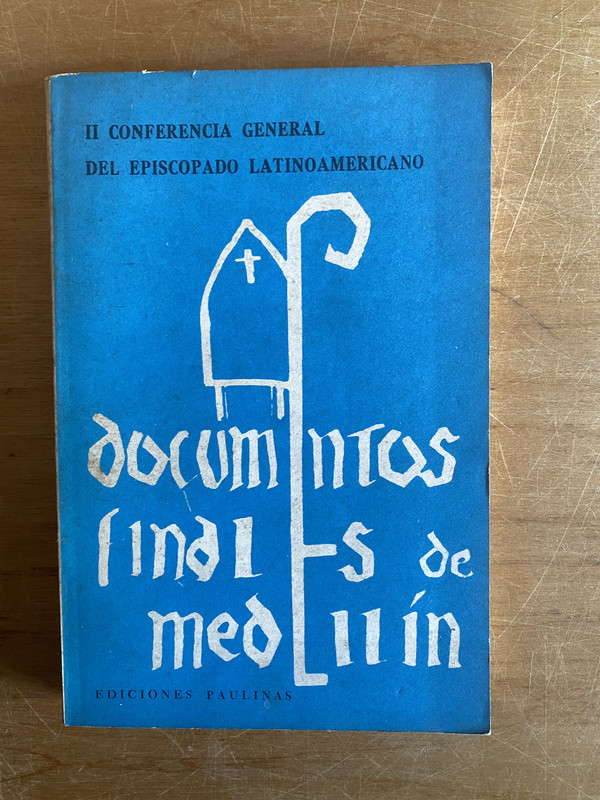 II CONFERENCIA GENERAL
DEL EPISCOPADO LATINOAMERICANO
documEntos
finalEs de
medEllín
EDICIONES PAULINAS